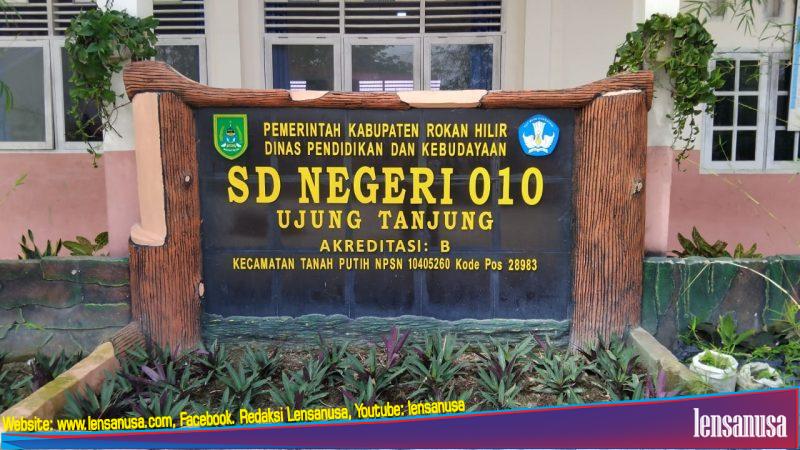 PEMERINTAH KABUPATEN ROKAN HILIR
DINAS PENDIDIKAN DAN KEBUDAYAAN
SD NEGERI 010
UJUNG TANJUNG
AKREDITASI: B
KECAMATAN TANAH PUTIH NPSN 10405260 Kode Pos 28983
Website: www.lensanusa.com, Facebook. Redaksi Lensanusa, Youtube: lensanusa
lensanusa